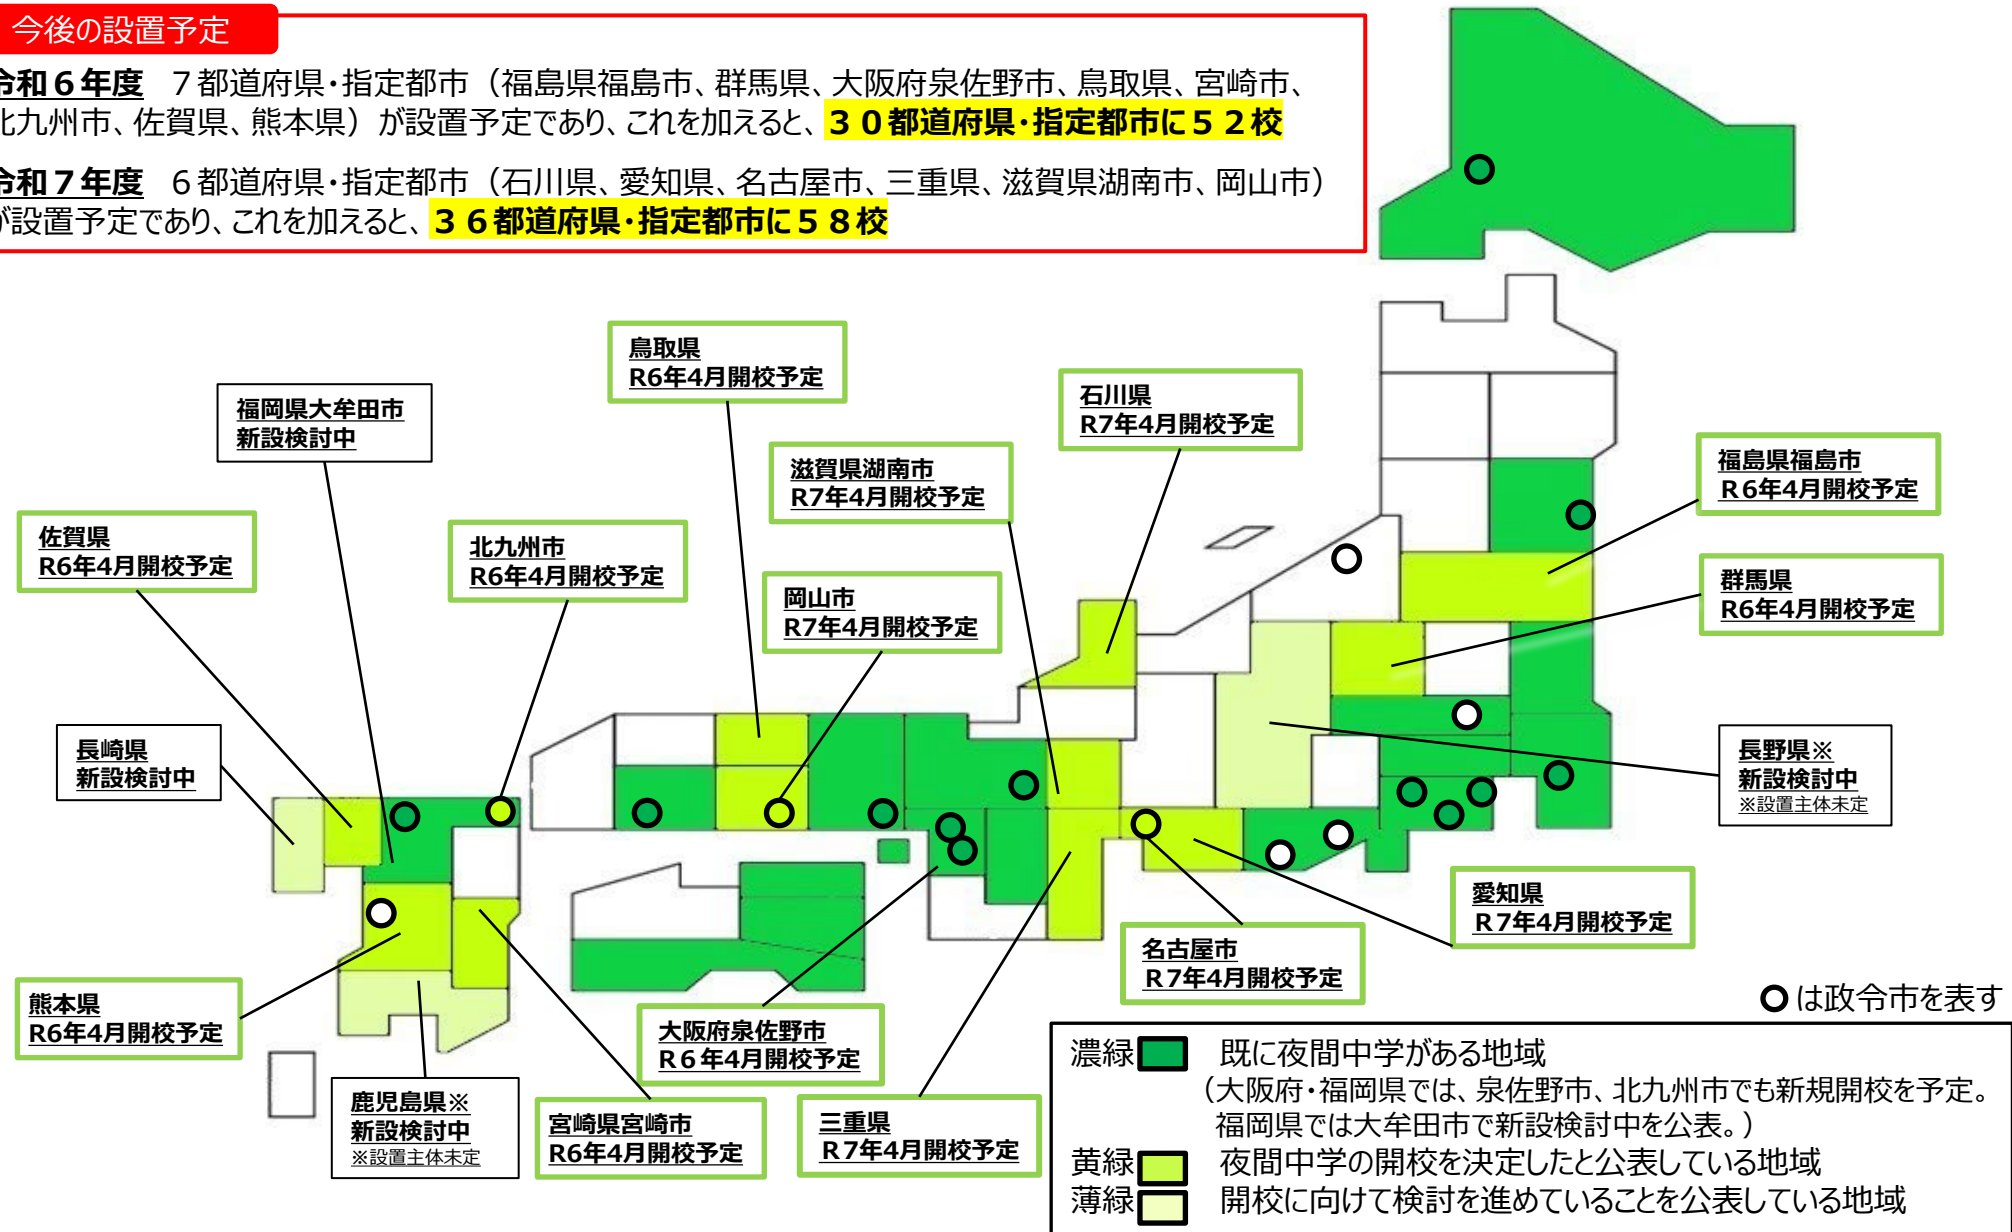 今後の設置予定
令和６年度 ７都道府県・指定都市（福島県福島市、群馬県、大阪府泉佐野市、鳥取県、宮崎市、
北九州市、佐賀県、熊本県）が設置予定であり、これを加えると、３０都道府県・指定都市に５２校
令和７年度 ６都道府県・指定都市（石川県、愛知県、名古屋市、三重県、滋賀県湖南市、岡山市）
が設置予定であり、これを加えると、３６都道府県・指定都市に５８校
鳥取県
R6年4月開校予定
石川県
R7年4月開校予定
福岡県大牟田市
新設検討中
滋賀県湖南市
R7年4月開校予定
福島県福島市
R６年4月開校予定
佐賀県
R6年4月開校予定
北九州市
R6年4月開校予定
岡山市
R7年4月開校予定
群馬県
R6年4月開校予定
長崎県
新設検討中
長野県※
新設検討中
※設置主体未定
愛知県
R７年4月開校予定
名古屋市
R７年4月開校予定
熊本県
R6年4月開校予定
大阪府泉佐野市
R６年4月開校予定
鹿児島県※
新設検討中
※設置主体未定
宮崎県宮崎市
R6年4月開校予定
三重県
R７年4月開校予定
は政令市を表す
濃緑 既に夜間中学がある地域
（大阪府・福岡県では、泉佐野市、北九州市でも新規開校を予定。
福岡県では大牟田市で新設検討中を公表。）
黄緑 夜間中学の開校を決定したと公表している地域
薄緑 開校に向けて検討を進めていることを公表している地域